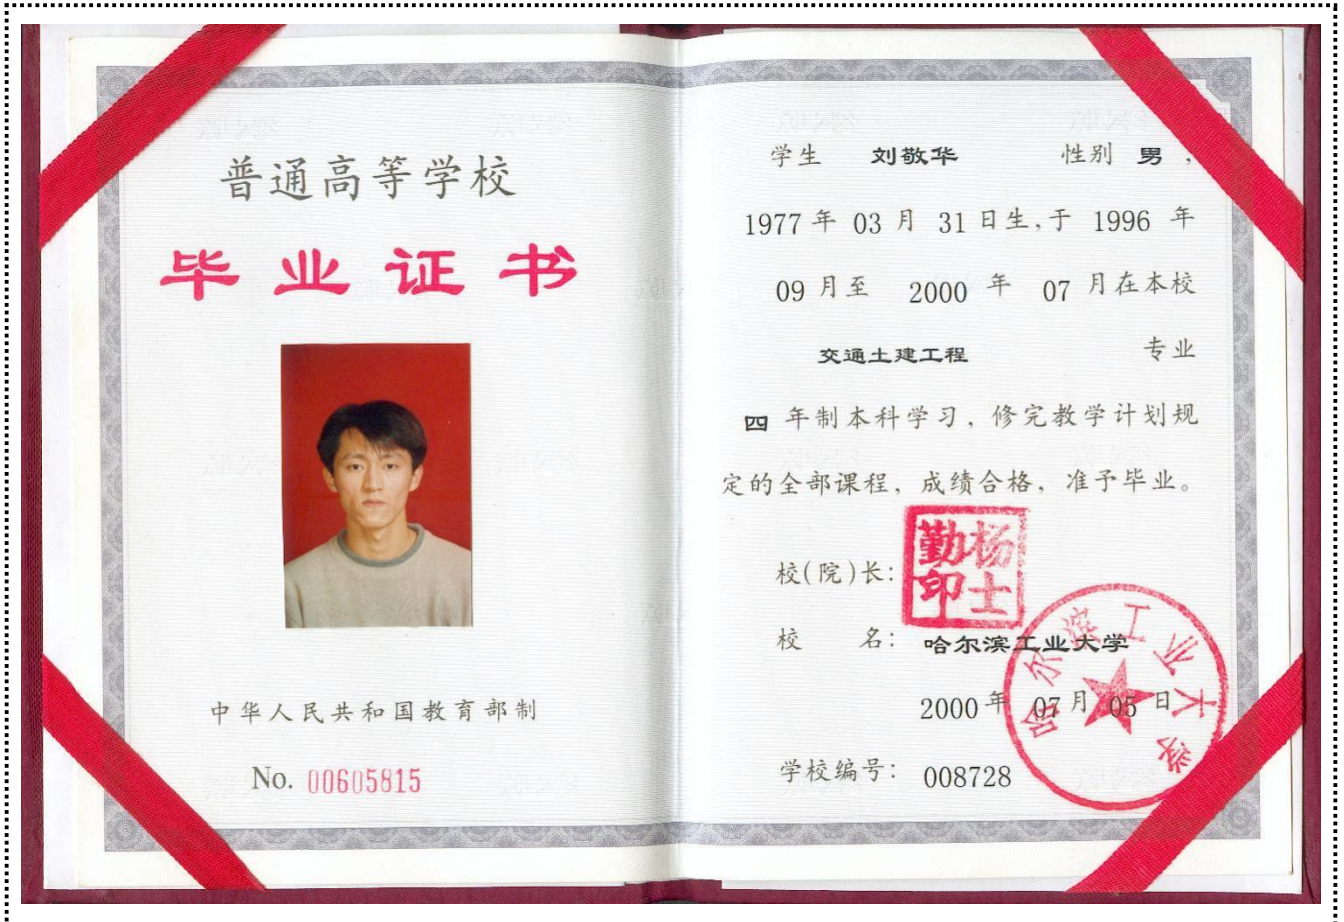 普通高等学校
毕业证书
中华人民共和国教育部制
No. 00605815
学生 刘敬华 性别 男,
1977 年 03 月 31 日生,于 1996 年
09 月至 2000 年 07 月在本校
交通土建工程 专业
四 年制本科学习, 修完教学计划规
定的全部课程, 成绩合格, 准予毕业。
校(院)长: 杨士勤印
校 名: 哈尔滨工业大学
哈尔滨工业大学
2000 年 07 月 05 日
学校编号: 008728